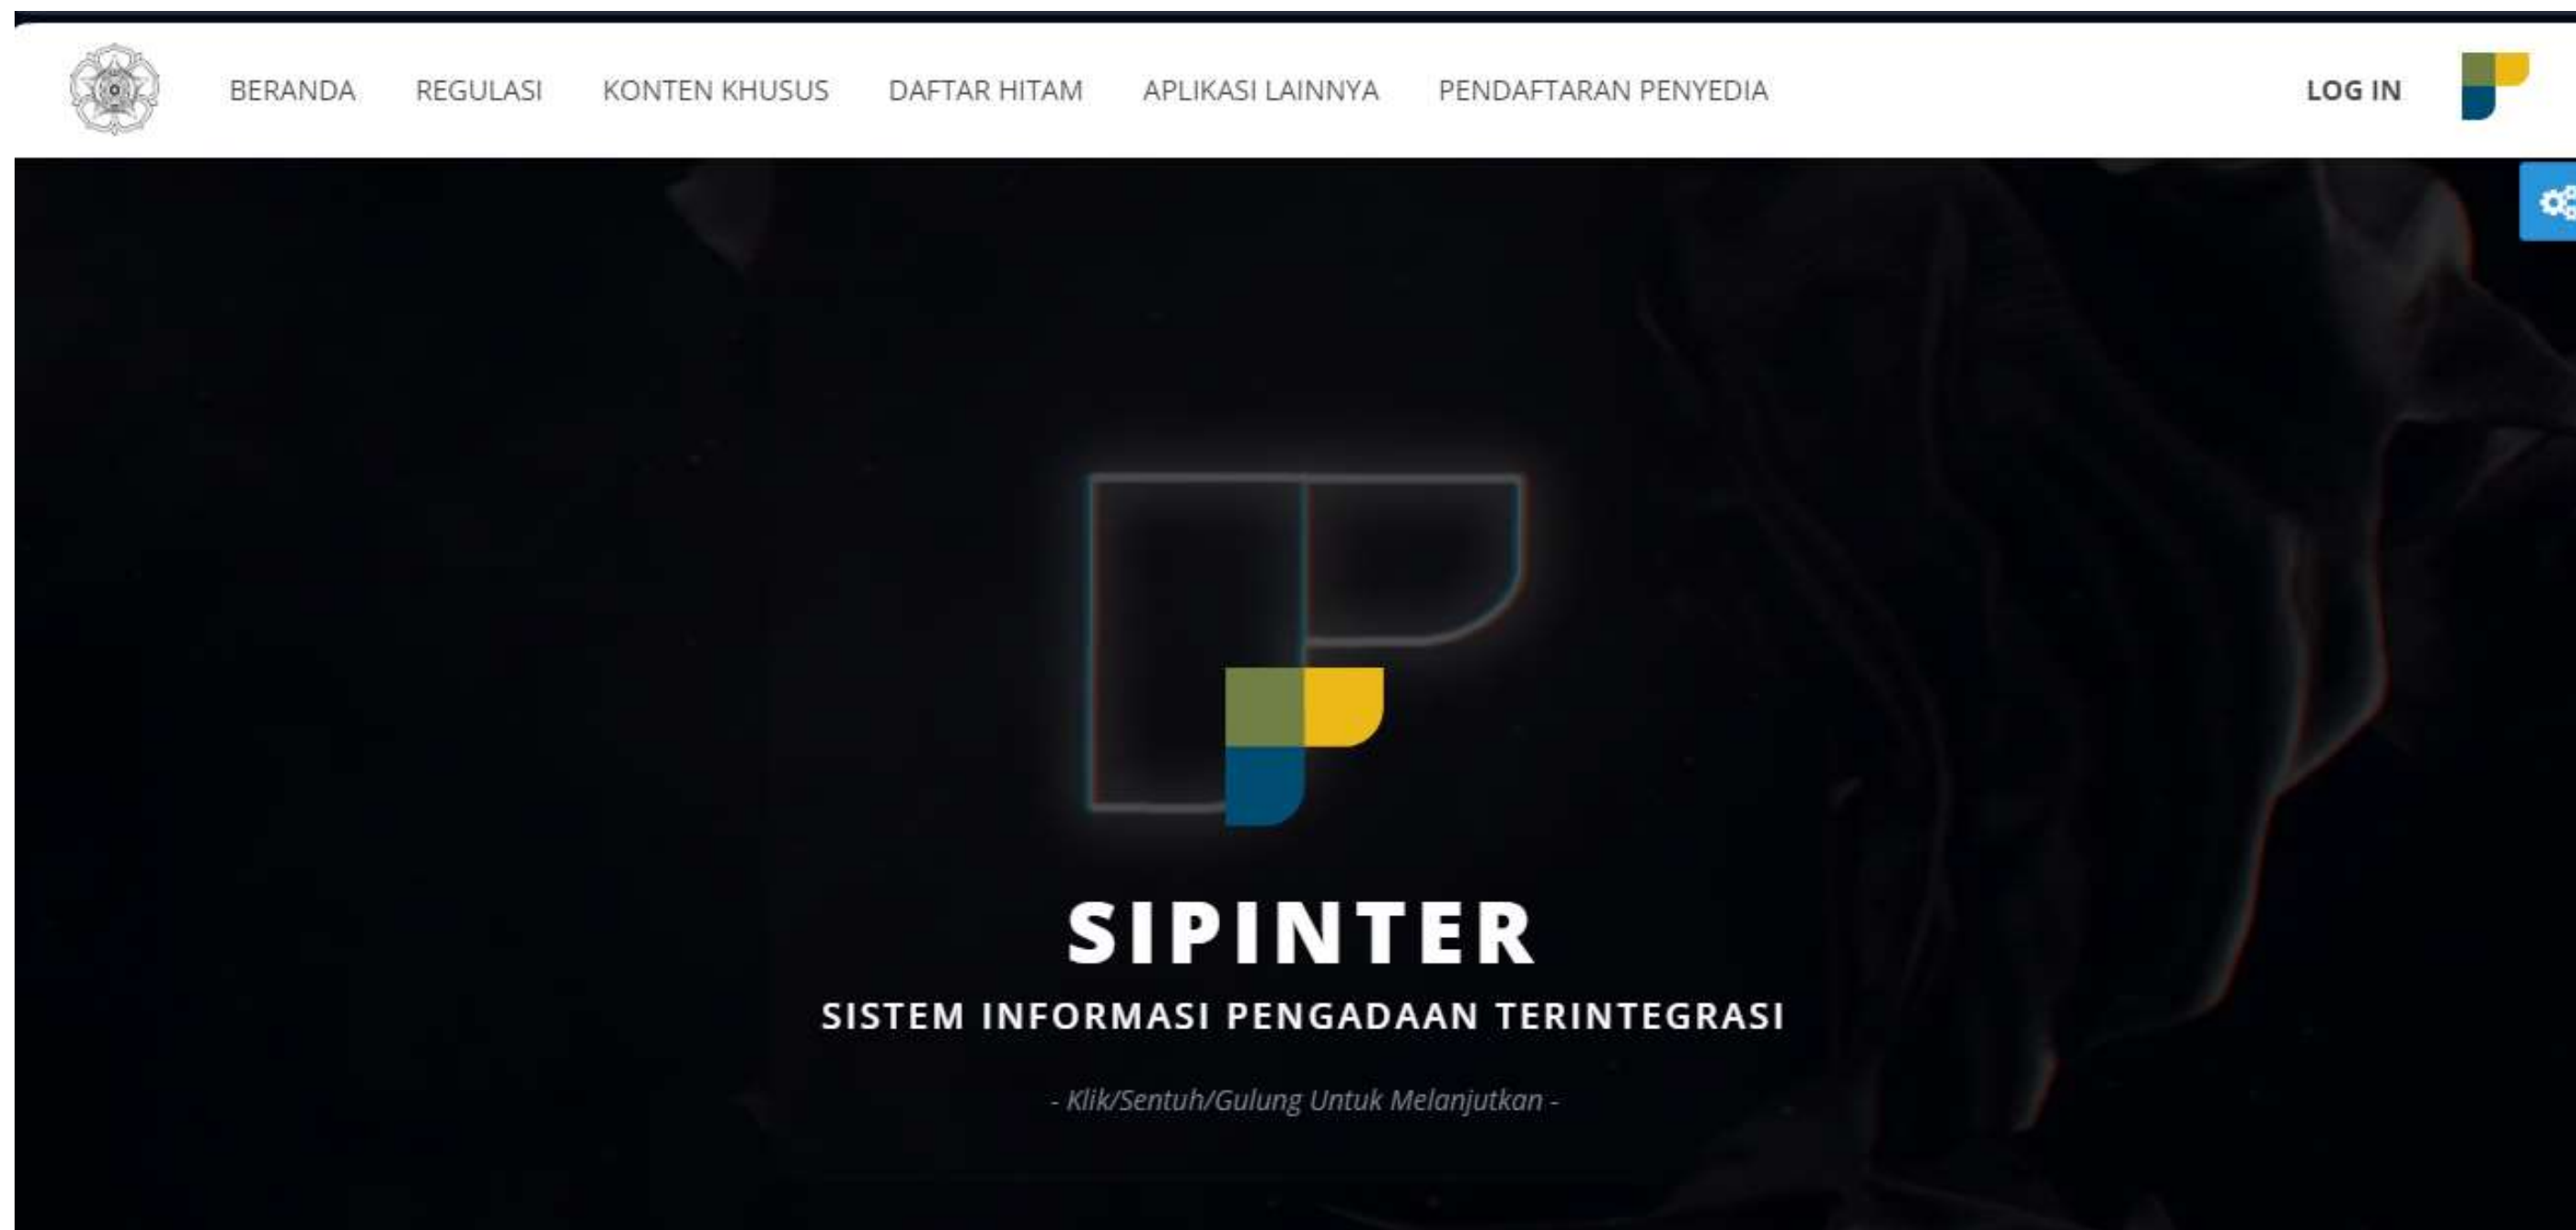 BERANDA REGULASI KONTEN KHUSUS DAFTAR HITAM APLIKASI LAINNYA PENDAFTARAN PENYEDIA LOG IN
SIPINTER
SISTEM INFORMASI PENGADAAN TERINTEGRASI
- Klik/Sentuh/Gulung Untuk Melanjutkan -